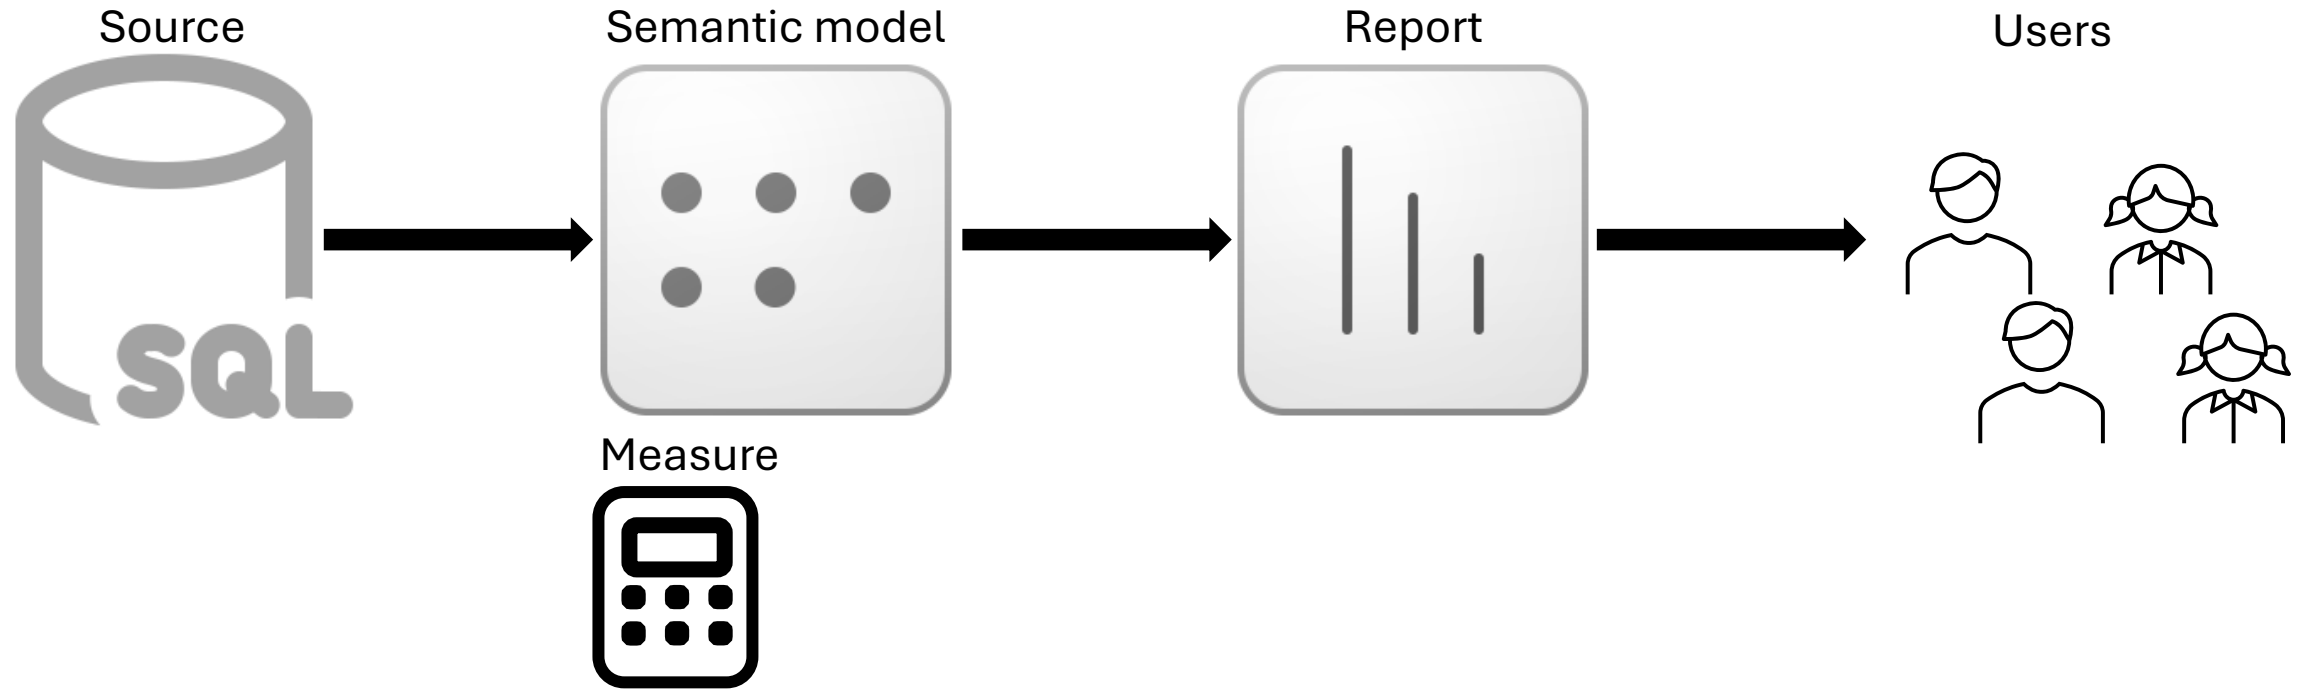 Source
Semantic model
Report
Users
SQL
Measure